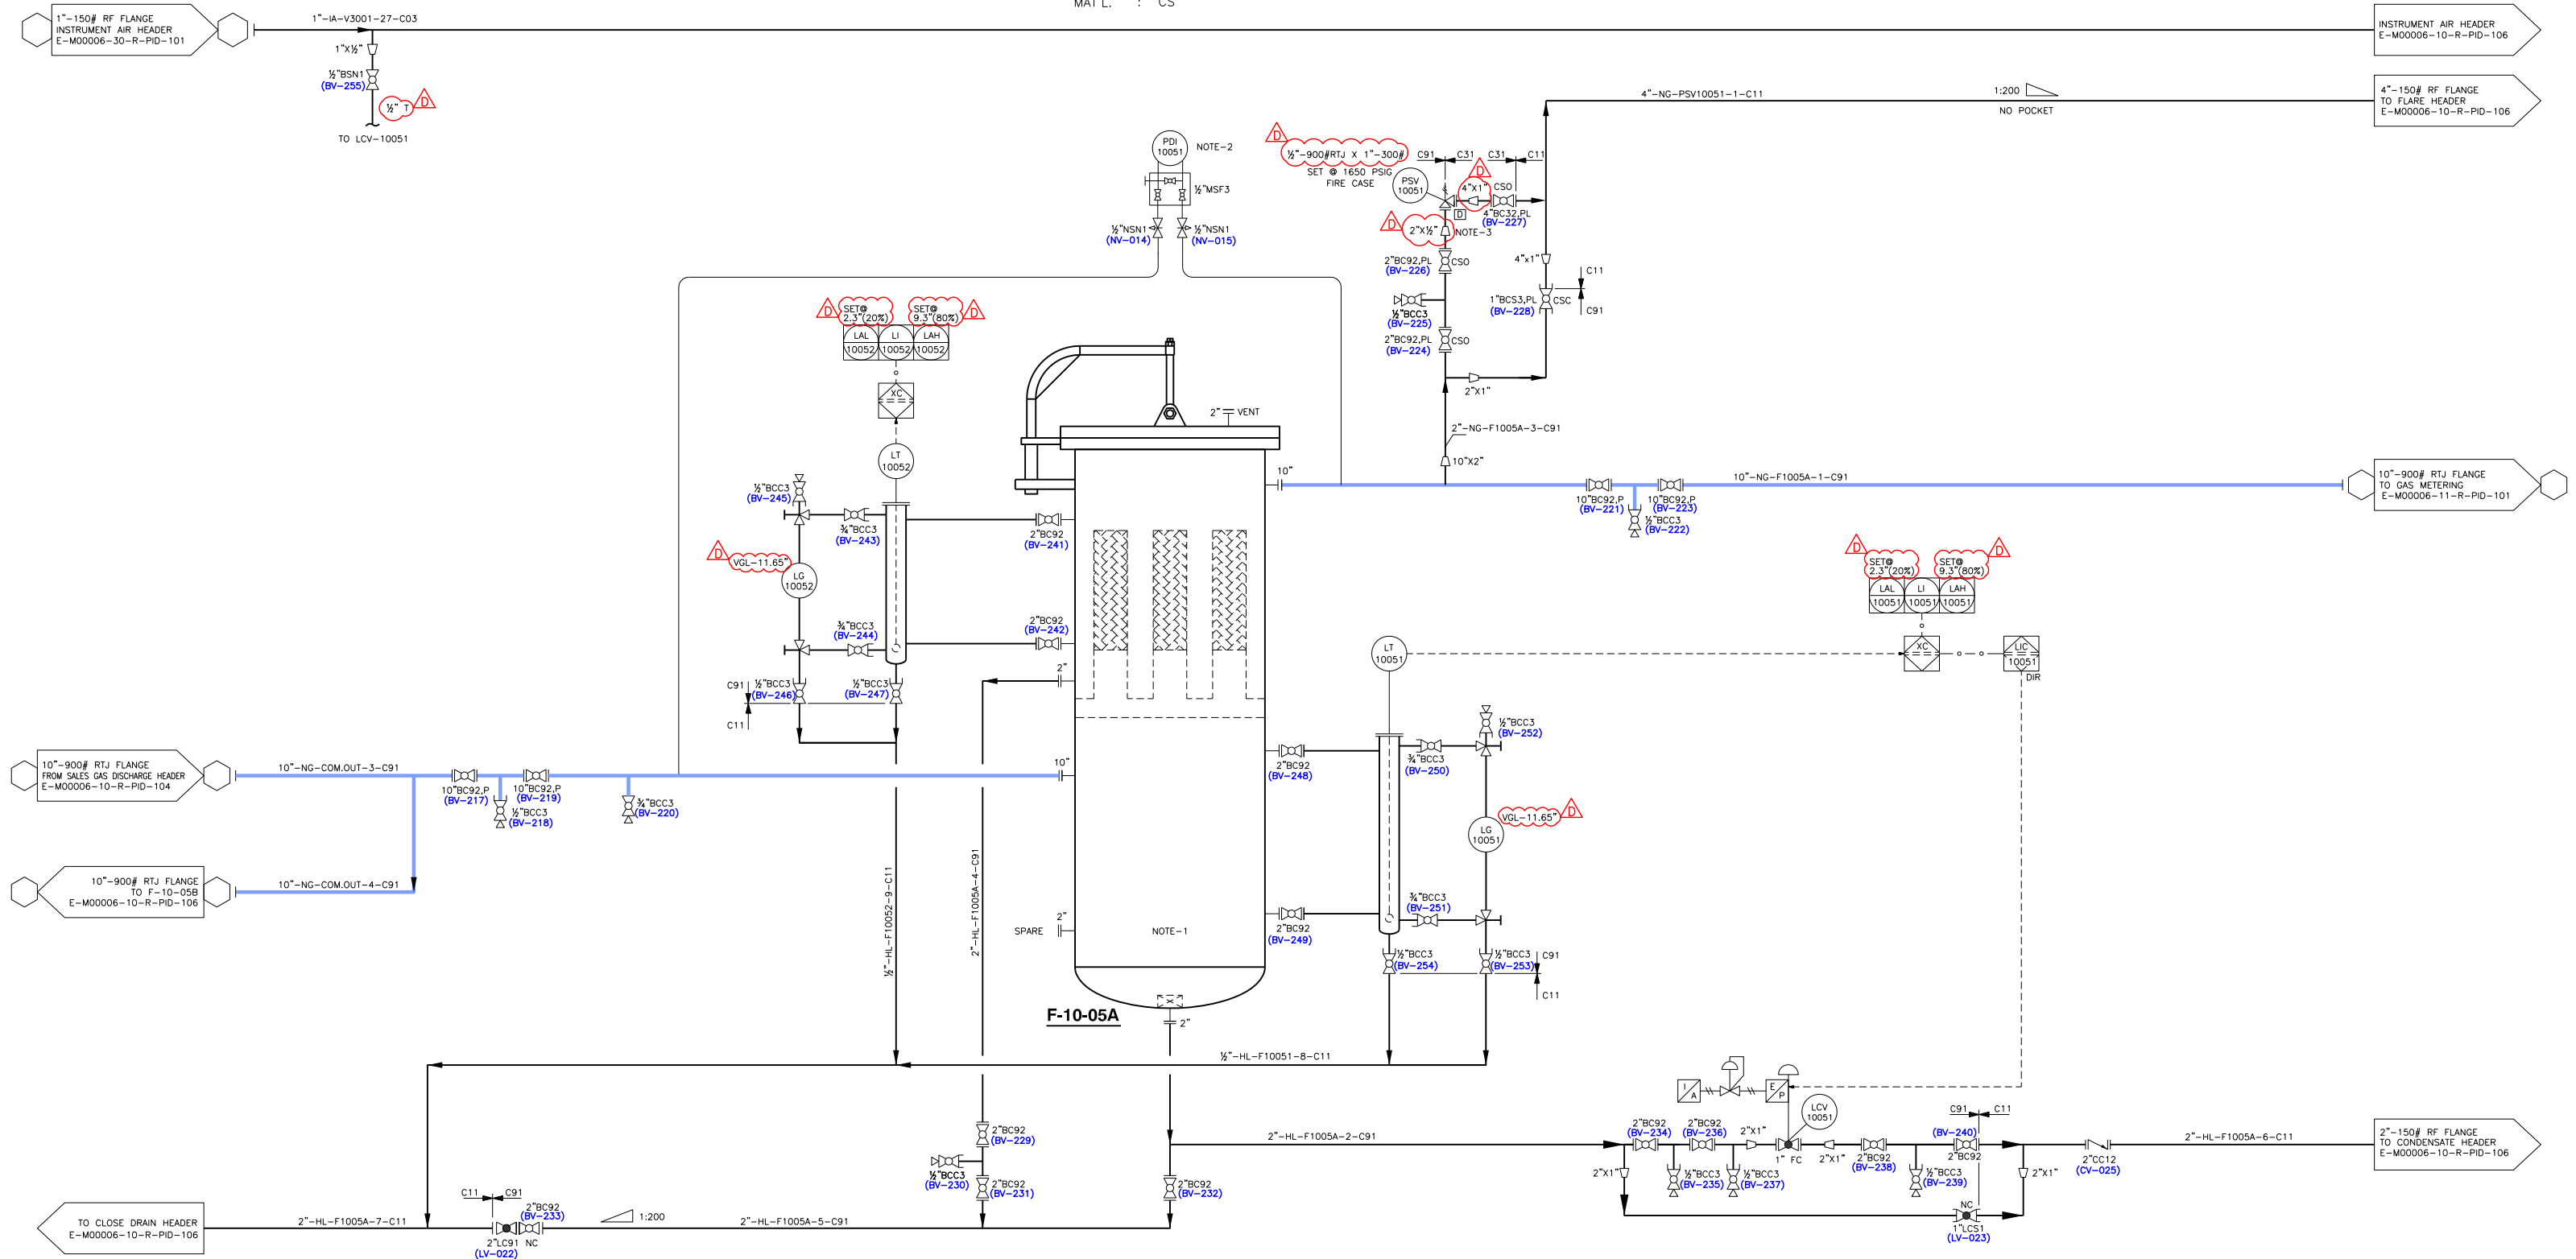 MAT'L. : CS
1"-150# RF FLANGE
INSTRUMENT AIR HEADER
E-M00006-30-R-PID-101
1"-IA-V3001-27-C03
1"X½"
½"BSN1
(BV-255)
½" T
D
TO LCV-10051
INSTRUMENT AIR HEADER
E-M00006-10-R-PID-106
4"-NG-PSV10051-1-C11
1:200
NO POCKET
4"-150# RF FLANGE
TO FLARE HEADER
E-M00006-10-R-PID-106
PDI
10051
NOTE-2
½"MSF3
½"NSN1
(NV-014)
½"NSN1
(NV-015)
D
½"-900#RTJ X 1"-300#
SET @ 1650 PSIG
FIRE CASE
C91
C31
C31
C11
PSV
10051
D
4"X1"
CSO
D
4"BC32,PL
(BV-227)
D
2"X½"
NOTE-3
2"BC92,PL
(BV-226)
CSO
½"BCC3
(BV-225)
2"BC92,PL
(BV-224)
CSO
4"x1"
C11
1"BCS3,PL
(BV-228)
CSC
C91
2"X1"
2"-NG-F1005A-3-C91
10"X2"
D
SET@
2.3"(20%)
SET@
9.3"(80%)
D
LAL
10052
LI
10052
LAH
10052
XC
LT
10052
2"
VENT
½"BCC3
(BV-245)
¾"BCC3
(BV-243)
2"BC92
(BV-241)
D
VGL-11.65"
LG
10052
¾"BCC3
(BV-244)
2"BC92
(BV-242)
2"
C91
½"BCC3
(BV-246)
½"BCC3
(BV-247)
C11
10"
10"BC92,P
(BV-221)
10"BC92,P
(BV-223)
½"BCC3
(BV-222)
10"-NG-F1005A-1-C91
10"-900# RTJ FLANGE
TO GAS METERING
E-M00006-11-R-PID-101
D
SET@
2.3"(20%)
SET@
9.3"(80%)
D
LAL
10051
LI
10051
LAH
10051
XC
LIC
10051
DIR
LT
10051
½"BCC3
(BV-252)
2"BC92
(BV-248)
¾"BCC3
(BV-250)
VGL-11.65"
D
LG
10051
¾"BCC3
(BV-251)
2"BC92
(BV-249)
½"BCC3
(BV-254)
½"BCC3
(BV-253)
C91
C11
10"-900# RTJ FLANGE
FROM SALES GAS DISCHARGE HEADER
E-M00006-10-R-PID-104
10"-NG-COM.OUT-3-C91
10"BC92,P
(BV-217)
10"BC92,P
(BV-219)
½"BCC3
(BV-218)
¾"BCC3
(BV-220)
10"
10"-900# RTJ FLANGE
TO F-10-05B
E-M00006-10-R-PID-106
10"-NG-COM.OUT-4-C91
½"-HL-F10052-9-C11
2"-HL-F1005A-4-C91
SPARE
2"
NOTE-1
X
F-10-05A
2"
½"-HL-F10051-8-C11
2"BC92
(BV-229)
½"BCC3
(BV-230)
2"BC92
(BV-231)
2"BC92
(BV-232)
2"-HL-F1005A-2-C91
I
A
E
P
LCV
10051
2"BC92
(BV-234)
2"BC92
(BV-236)
2"X1"
1" FC
2"X1"
2"BC92
(BV-238)
C91
C11
(BV-240)
2"BC92
2"X1"
½"BCC3
(BV-235)
½"BCC3
(BV-237)
½"BCC3
(BV-239)
2"X1"
NC
1"LCS1
(LV-023)
2"CC12
(CV-025)
2"-HL-F1005A-6-C11
2"-150# RF FLANGE
TO CONDENSATE HEADER
E-M00006-10-R-PID-106
TO CLOSE DRAIN HEADER
E-M00006-10-R-PID-106
2"-HL-F1005A-7-C11
C11
C91
2"BC92
(BV-233)
2"LC91
NC
(LV-022)
1:200
2"-HL-F1005A-5-C91